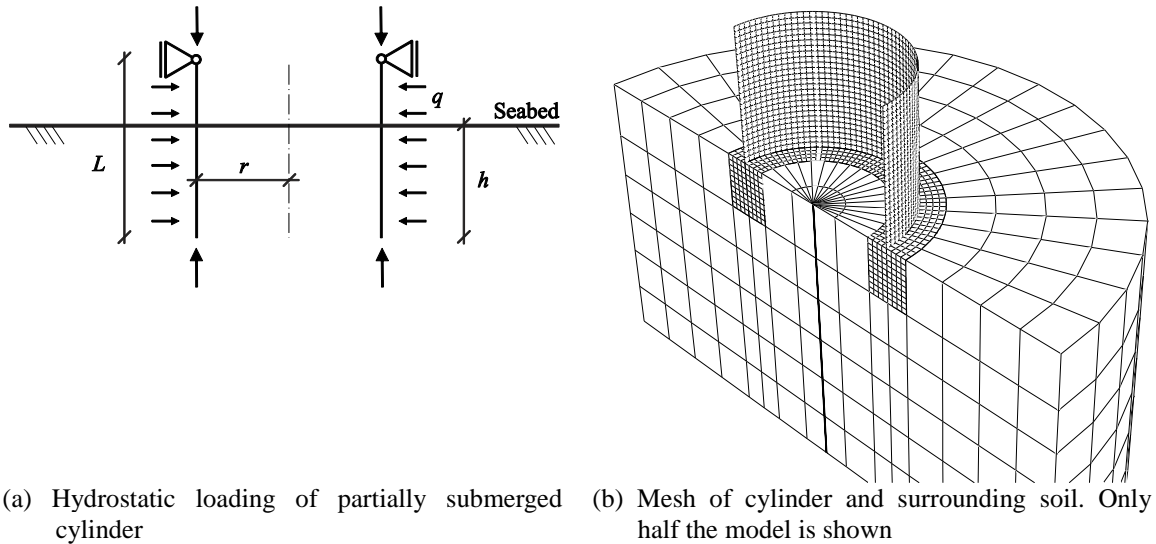 q
Seabed
L
r
h
(a) Hydrostatic loading of partially submerged
cylinder
(b) Mesh of cylinder and surrounding soil. Only
half the model is shown